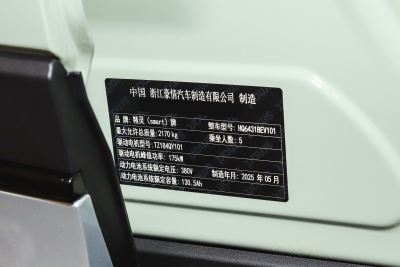 中国 浙江豪情汽车制造有限公司 制造
品牌：精灵（smart）牌 整车型号：HQ6431BEV101
最大允许总质量：2170 kg 乘坐人数：5
驱动电机型号：TZ184QY101
驱动电机峰值功率：175kW
动力电池系统额定电压：380V 制造年月：2025 年 05 月
动力电池系统额定容量：130.5Ah